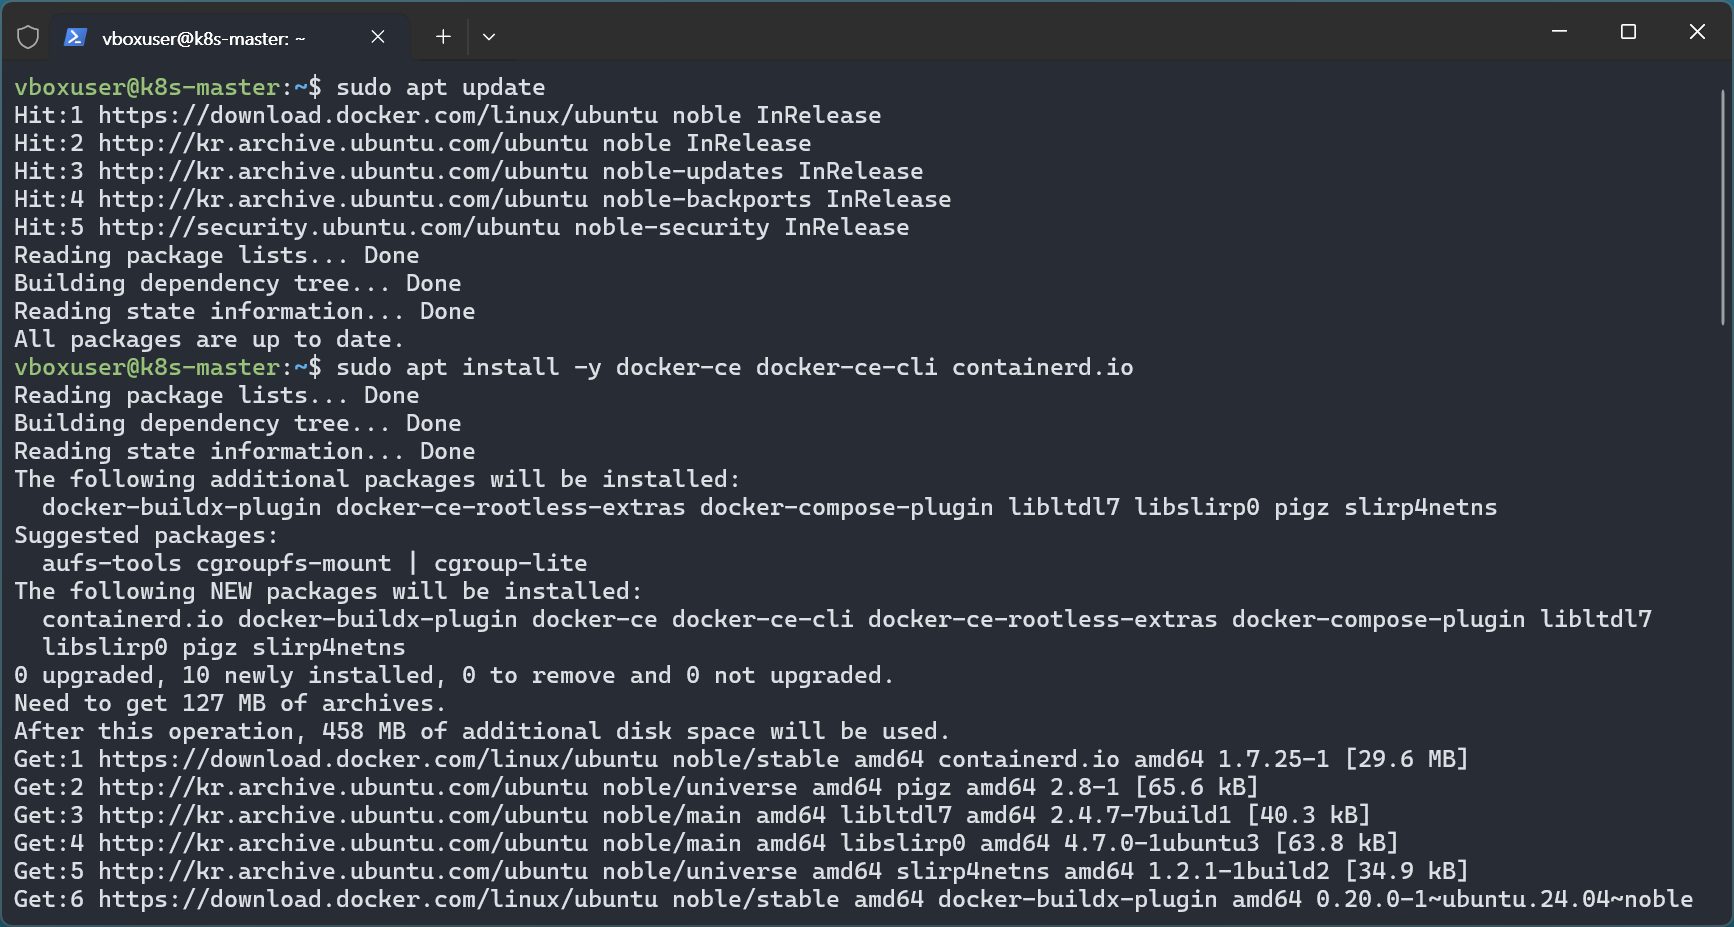 vboxuser@k8s-master: ~
vboxuser@k8s-master:~$ sudo apt update
Hit:1 https://download.docker.com/linux/ubuntu noble InRelease
Hit:2 http://kr.archive.ubuntu.com/ubuntu noble InRelease
Hit:3 http://kr.archive.ubuntu.com/ubuntu noble-updates InRelease
Hit:4 http://kr.archive.ubuntu.com/ubuntu noble-backports InRelease
Hit:5 http://security.ubuntu.com/ubuntu noble-security InRelease
Reading package lists... Done
Building dependency tree... Done
Reading state information... Done
All packages are up to date.
vboxuser@k8s-master:~$ sudo apt install -y docker-ce docker-ce-cli containerd.io
Reading package lists... Done
Building dependency tree... Done
Reading state information... Done
The following additional packages will be installed:
  docker-buildx-plugin docker-ce-rootless-extras docker-compose-plugin libltdl7 libslirp0 pigz slirp4netns
Suggested packages:
  aufs-tools cgroupfs-mount | cgroup-lite
The following NEW packages will be installed:
  containerd.io docker-buildx-plugin docker-ce docker-ce-cli docker-ce-rootless-extras docker-compose-plugin libltdl7
  libslirp0 pigz slirp4netns
0 upgraded, 10 newly installed, 0 to remove and 0 not upgraded.
Need to get 127 MB of archives.
After this operation, 458 MB of additional disk space will be used.
Get:1 https://download.docker.com/linux/ubuntu noble/stable amd64 containerd.io amd64 1.7.25-1 [29.6 MB]
Get:2 http://kr.archive.ubuntu.com/ubuntu noble/universe amd64 pigz amd64 2.8-1 [65.6 kB]
Get:3 http://kr.archive.ubuntu.com/ubuntu noble/main amd64 libltdl7 amd64 2.4.7-7build1 [40.3 kB]
Get:4 http://kr.archive.ubuntu.com/ubuntu noble/main amd64 libslirp0 amd64 4.7.0-1ubuntu3 [63.8 kB]
Get:5 http://kr.archive.ubuntu.com/ubuntu noble/universe amd64 slirp4netns amd64 1.2.1-1build2 [34.9 kB]
Get:6 https://download.docker.com/linux/ubuntu noble/stable amd64 docker-buildx-plugin amd64 0.20.0-1~ubuntu.24.04~noble